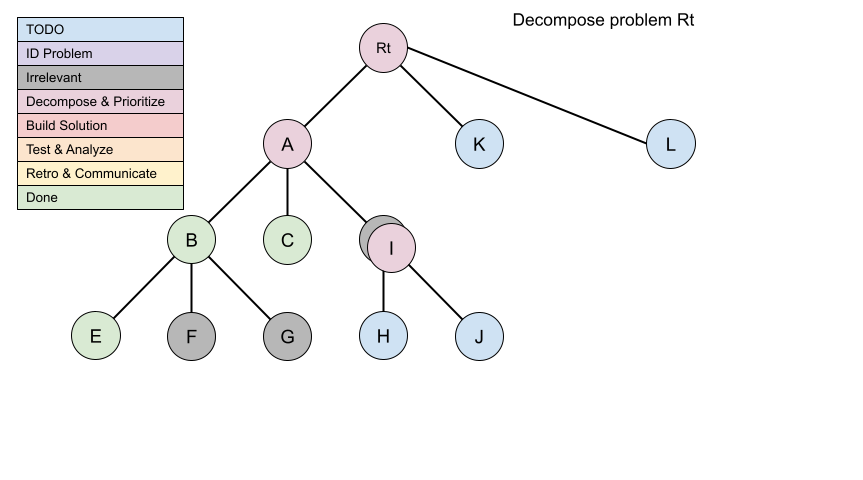 Decompose problem Rt
TODO
ID Problem
Irrelevant
Decompose & Prioritize
Build Solution
Test & Analyze
Retro & Communicate
Done
Rt
A
K
L
B
C
I
E
F
G
H
J